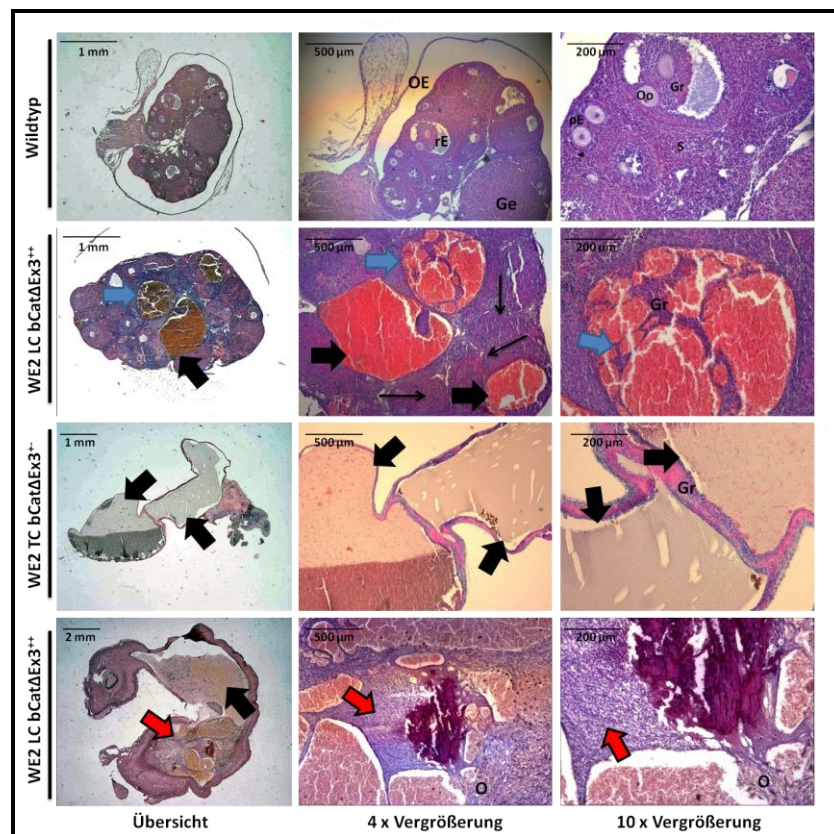 Wildtyp
1 mm
500 µm
OE
rE
Ge
200 µm
Oo
Gr
pE
S
WE2 LC bCatΔEx3⁺⁺
1 mm
500 µm
200 µm
Gr
WE2 TC bCatΔEx3⁺⁺
1 mm
500 µm
200 µm
Gr
WE2 LC bCatΔEx3⁺⁺
2 mm
500 µm
O
200 µm
O
Übersicht
4 x Vergrößerung
10 x Vergrößerung